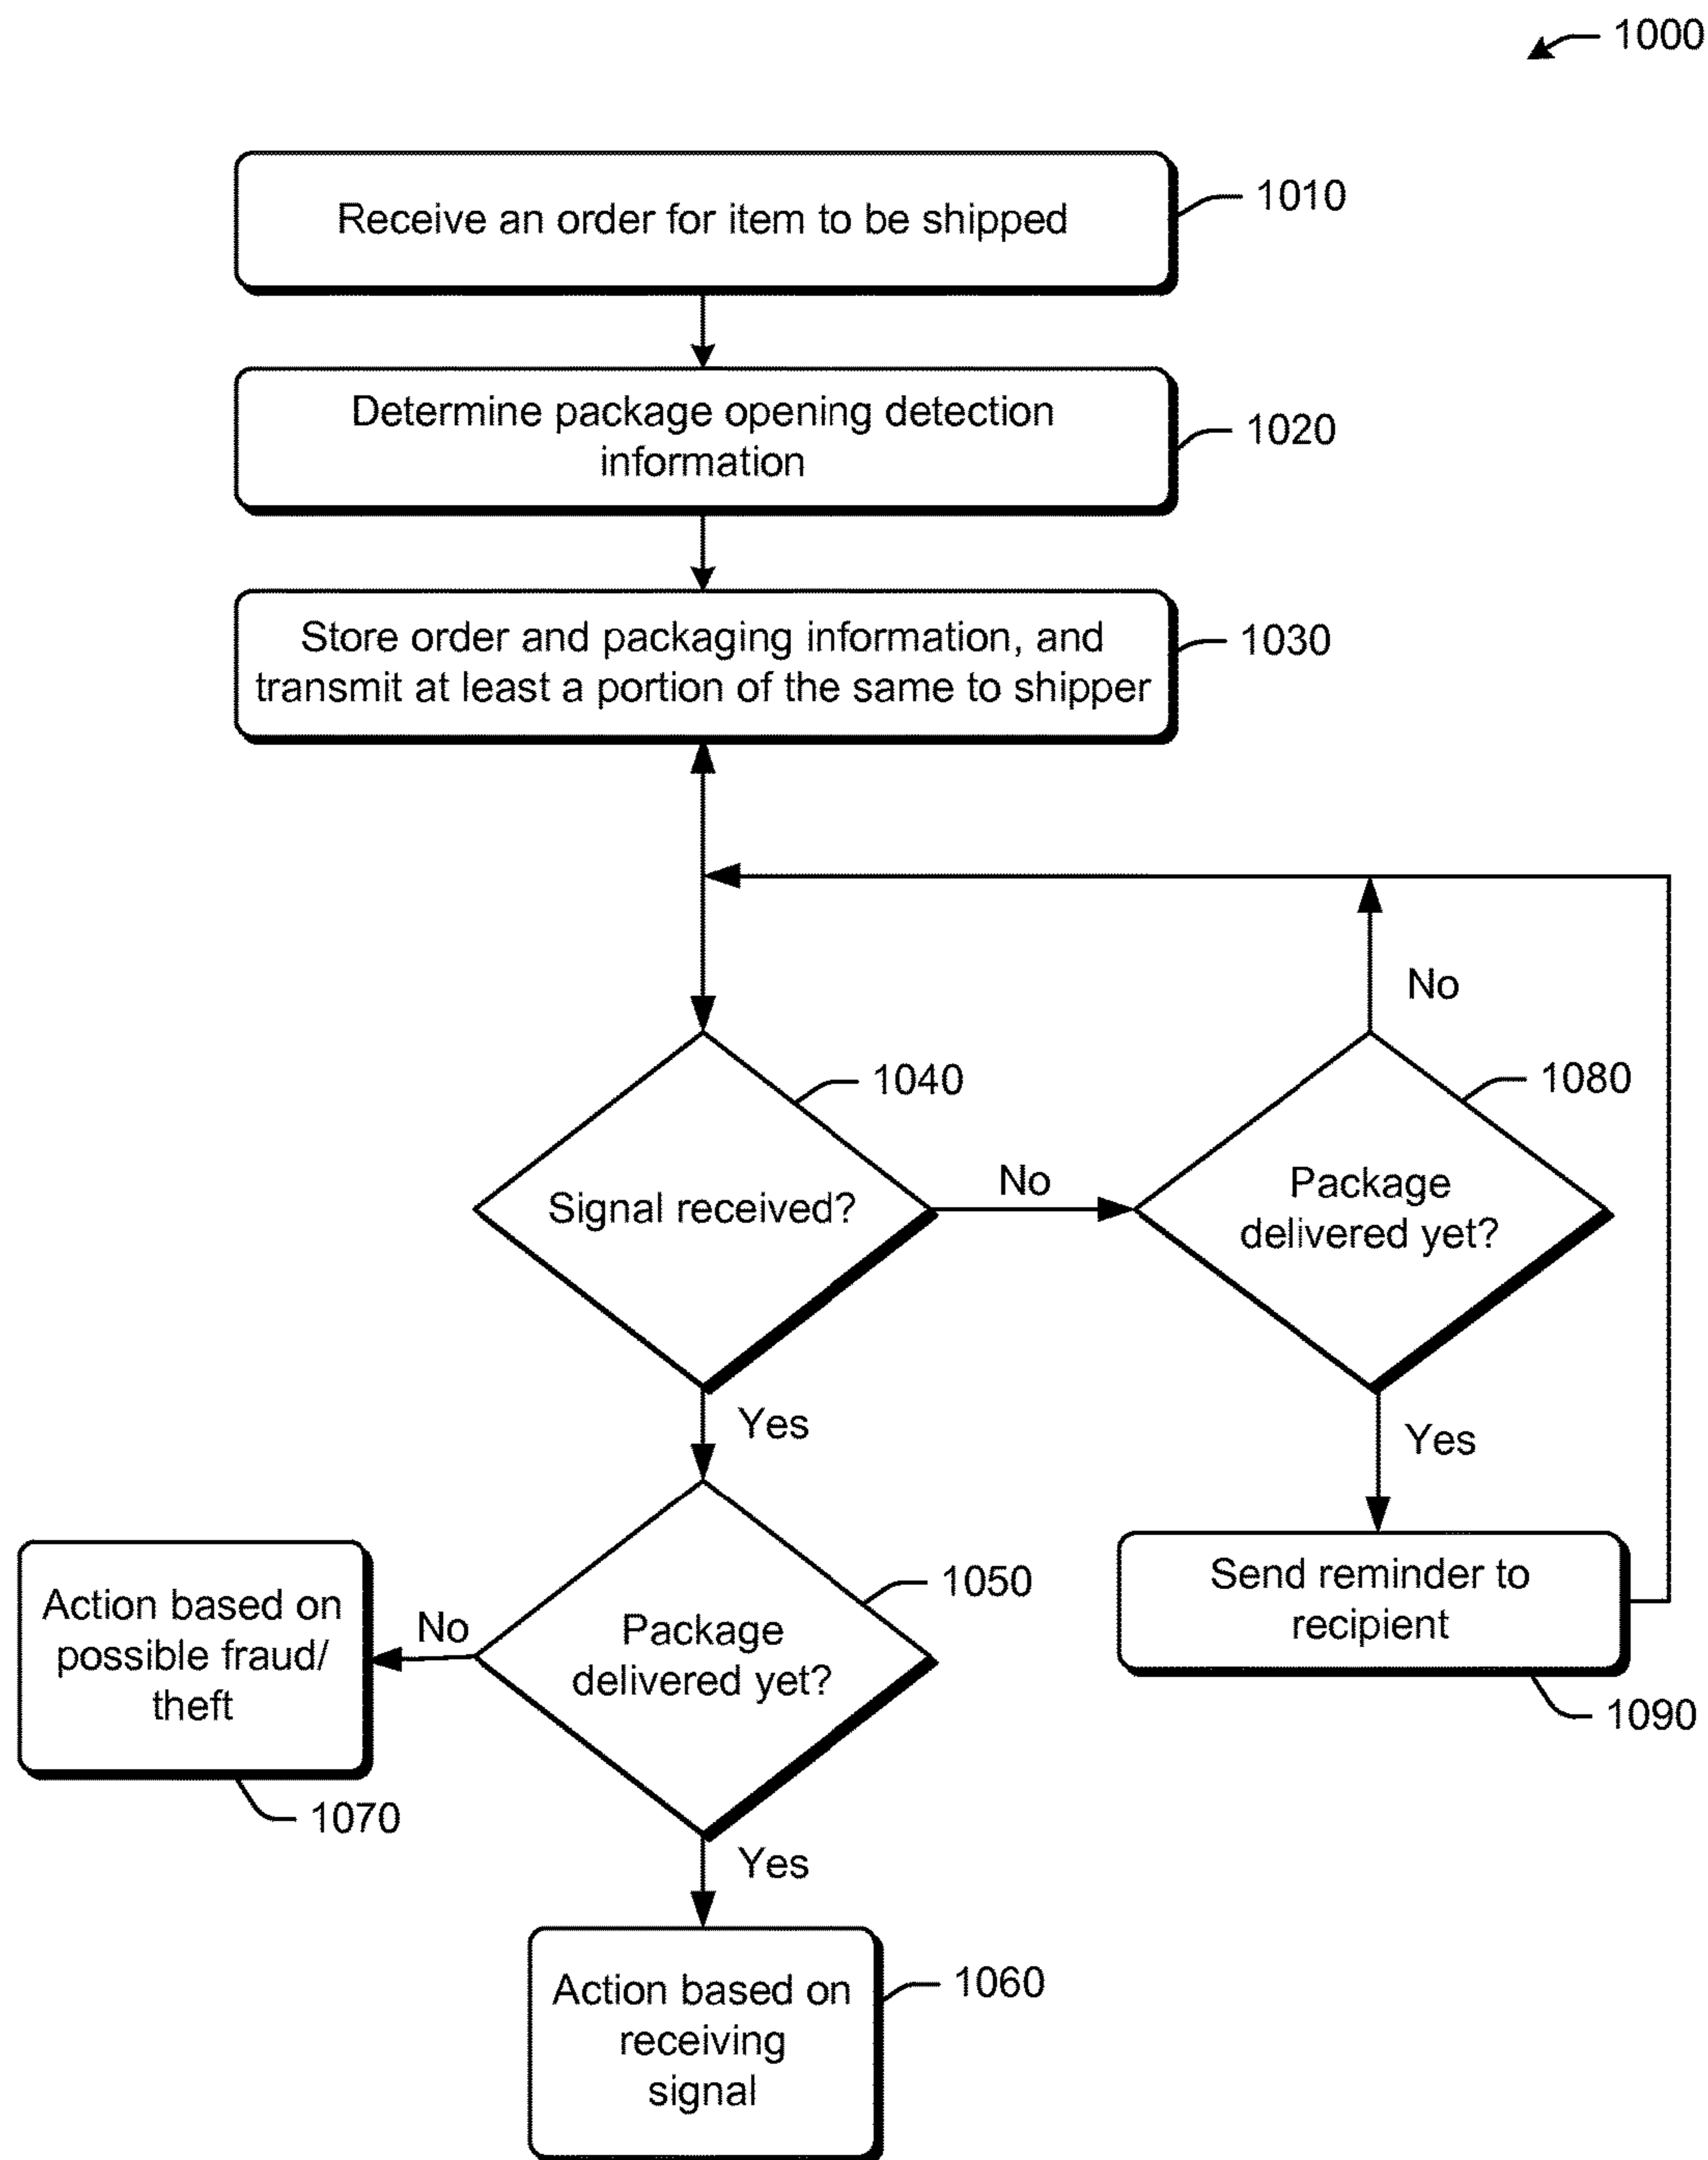 1000
Receive an order for item to be shipped
1010
Determine package opening detection
information
1020
Store order and packaging information, and
transmit at least a portion of the same to shipper
1030
No
1040
1080
Signal received?
No
Package
delivered yet?
Yes
Yes
1050
Package
delivered yet?
No
Action based on
possible fraud/
theft
1070
Send reminder to
recipient
1090
Yes
1060
Action based on
receiving
signal